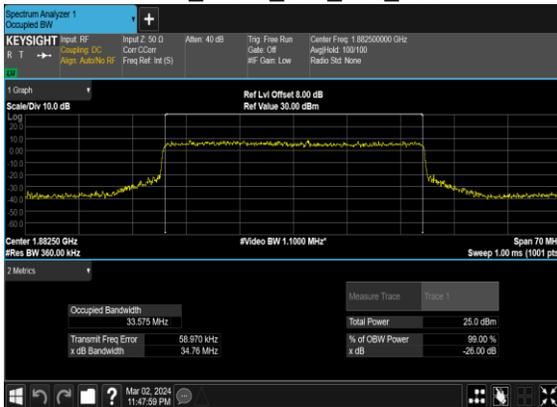 Spectrum Analyzer 1
Occupied BW
+
KEYSIGHT
R T
LXI
Input: RF
Coupling: DC
Align: Auto/No RF
Input Z: 50 Ω
Corr CCorr
Freq Ref: Int (S)
Atten: 40 dB
Trig: Free Run
Gate: Off
#IF Gain: Low
Center Freq: 1.882500000 GHz
Avg|Hold: 100/100
Radio Std: None
1 Graph
Scale/Div 10.0 dB
Ref Lvl Offset 8.00 dB
Ref Value 30.00 dBm
Log
20.0
10.0
0.00
-10.0
-20.0
-30.0
-40.0
-50.0
-60.0
Center 1.88250 GHz
#Res BW 360.00 kHz
#Video BW 1.1000 MHz*
Span 70 MH
Sweep 1.00 ms (1001 pts
2 Metrics
Measure Trace
Trace 1
Occupied Bandwidth
33.575 MHz
Total Power
25.0 dBm
Transmit Freq Error
58.970 kHz
% of OBW Power
99.00 %
x dB Bandwidth
34.76 MHz
x dB
-26.00 dB
?
Mar 02, 2024
11:47:59 PM